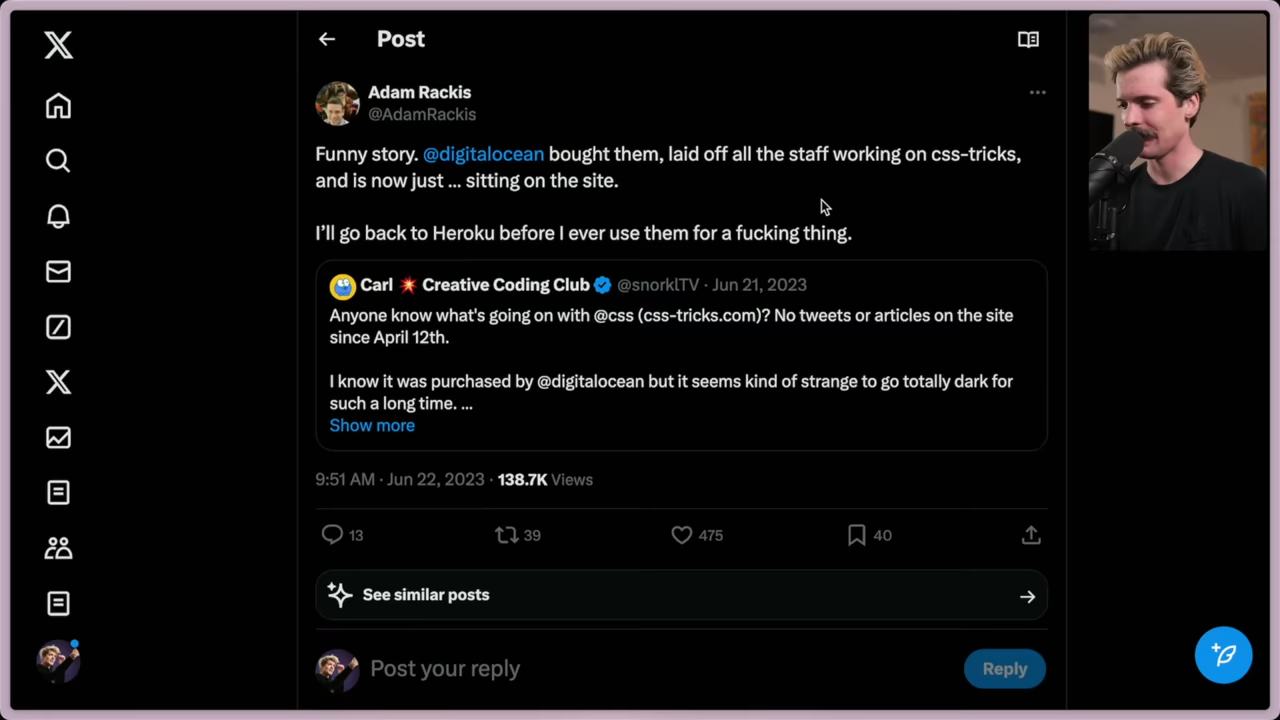 Post
Adam Rackis
@AdamRackis
Funny story. @digitalocean bought them, laid off all the staff working on css-tricks,
and is now just ... sitting on the site.
I’ll go back to Heroku before I ever use them for a fucking thing.
Carl 💥 Creative Coding Club @snorklTV · Jun 21, 2023
Anyone know what's going on with @css (css-tricks.com)? No tweets or articles on the site
since April 12th.
I know it was purchased by @digitalocean but it seems kind of strange to go totally dark for
such a long time. ...
Show more
9:51 AM · Jun 22, 2023 · 138.7K Views
13 39 475 40
See similar posts
Post your reply
Reply